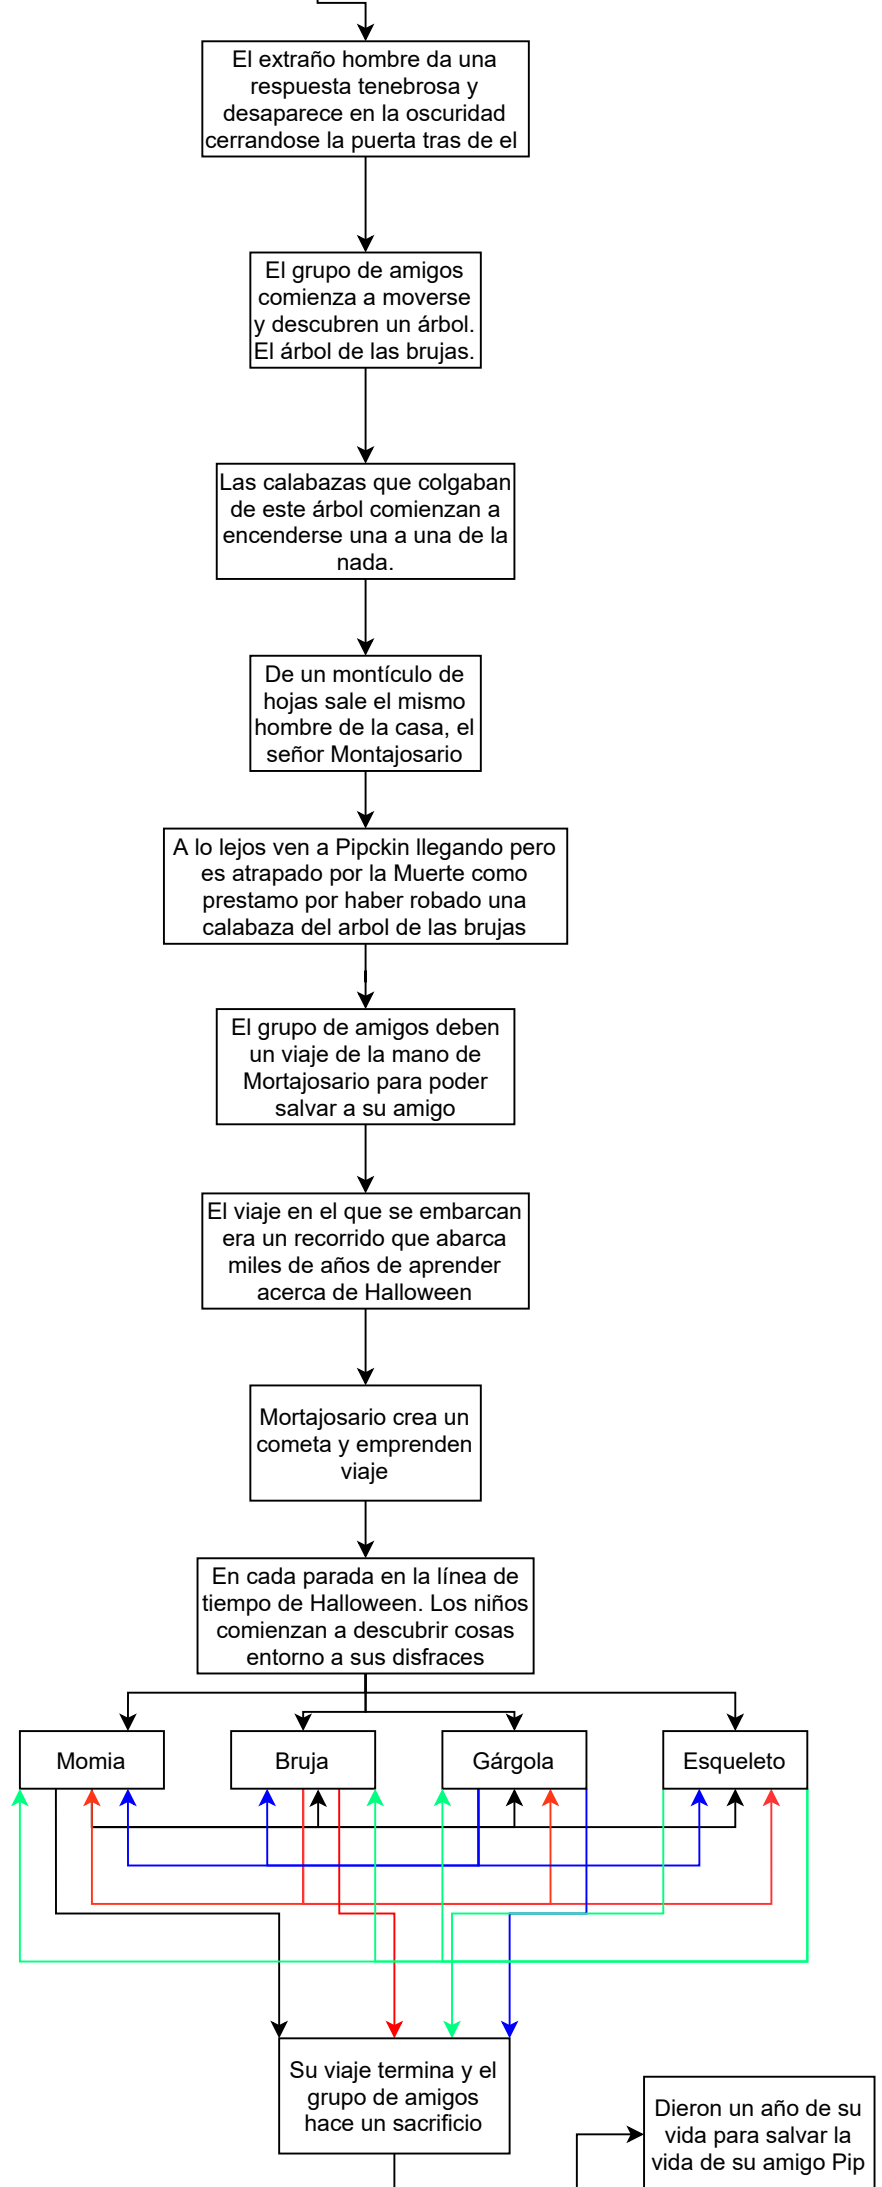 El extraño hombre da una
respuesta tenebrosa y
desaparece en la oscuridad
cerrandose la puerta tras de el
El grupo de amigos
comienza a moverse
y descubren un árbol.
El árbol de las brujas.
Las calabazas que colgaban
de este árbol comienzan a
encenderse una a una de la
nada.
De un montículo de
hojas sale el mismo
hombre de la casa, el
señor Montajosario
A lo lejos ven a Pipckin llegando pero
es atrapado por la Muerte como
prestamo por haber robado una
calabaza del arbol de las brujas
El grupo de amigos deben
un viaje de la mano de
Mortajosario para poder
salvar a su amigo
El viaje en el que se embarcan
era un recorrido que abarca
miles de años de aprender
acerca de Halloween
Mortajosario crea un
cometa y emprenden
viaje
En cada parada en la línea de
tiempo de Halloween. Los niños
comienzan a descubrir cosas
entorno a sus disfraces
Momia
Bruja
Gárgola
Esqueleto
Su viaje termina y el
grupo de amigos
hace un sacrificio
Dieron un año de su
vida para salvar la
vida de su amigo Pip